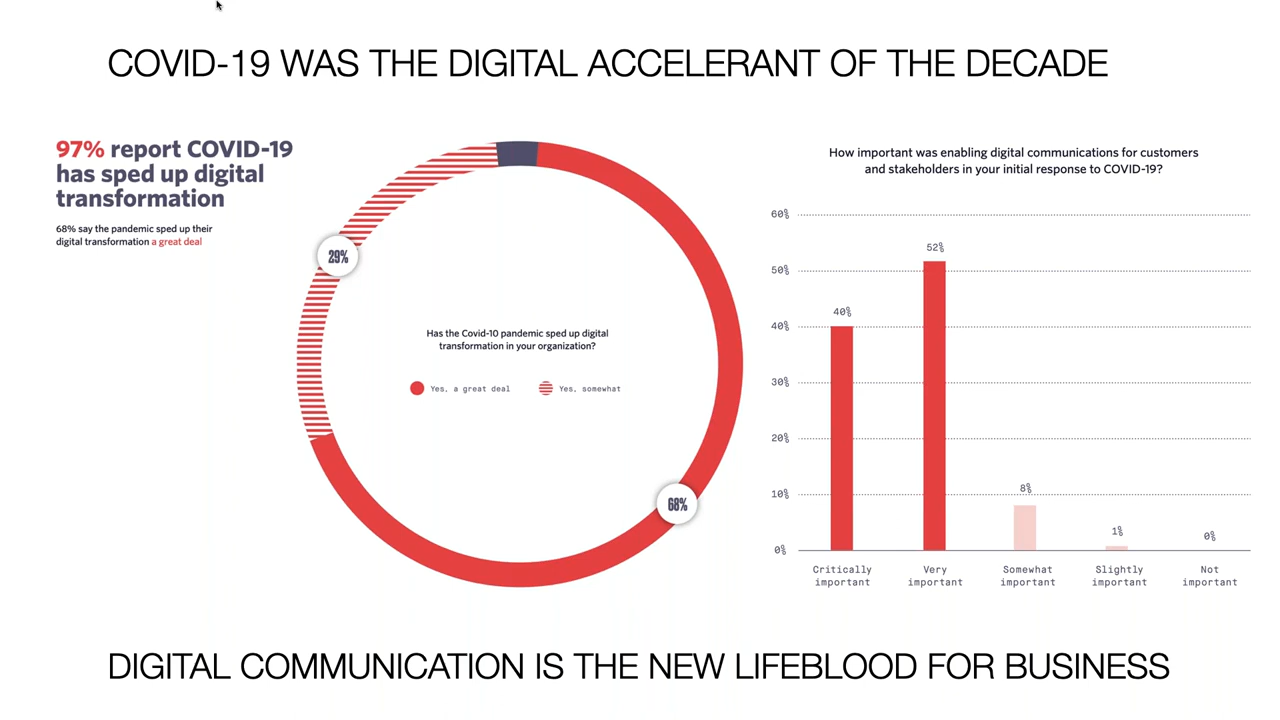 COVID-19 WAS THE DIGITAL ACCELERANT OF THE DECADE
97% report COVID-19
has sped up digital
transformation
68% say the pandemic sped up their
digital transformation a great deal
29%
68%
Has the Covid-10 pandemic sped up digital
transformation in your organization?
Yes, a great deal
Yes, somewhat
How important was enabling digital communications for customers
and stakeholders in your initial response to COVID-19?
60%
50%
40%
30%
20%
10%
0%
40%
52%
8%
1%
0%
Critically
important
Very
important
Somewhat
important
Slightly
important
Not
important
DIGITAL COMMUNICATION IS THE NEW LIFEBLOOD FOR BUSINESS